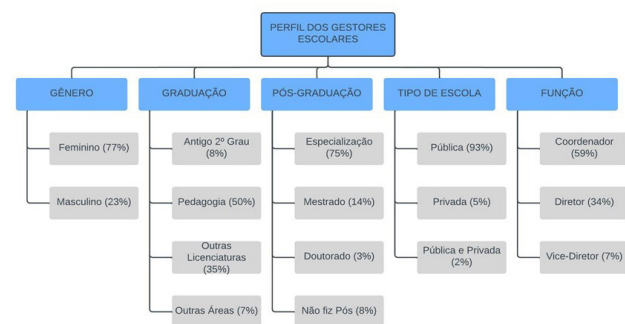 PERFIL DOS GESTORES
ESCOLARES
GÊNERO
GRADUAÇÃO
PÓS-GRADUAÇÃO
TIPO DE ESCOLA
FUNÇÃO
Feminino (77%)
Masculino (23%)
Antigo 2º Grau
(8%)
Pedagogia (50%)
Outras
Licenciaturas
(35%)
Outras Áreas (7%)
Especialização
(75%)
Mestrado (14%)
Doutorado (3%)
Não fiz Pós (8%)
Pública (93%)
Privada (5%)
Pública e Privada
(2%)
Coordenador
(59%)
Diretor (34%)
Vice-Diretor (7%)